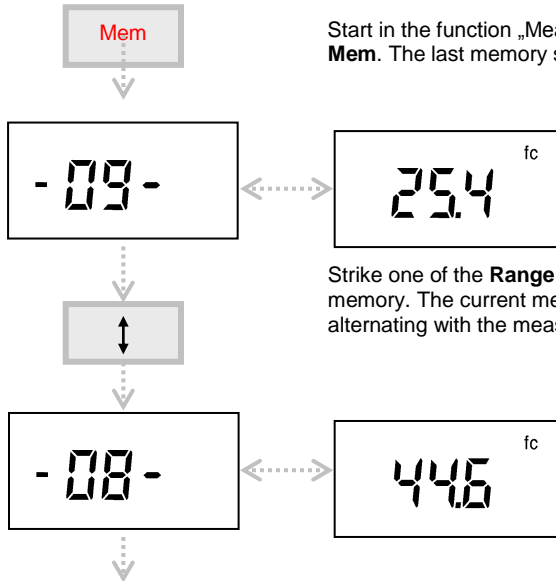 Mem
Start in the function „Mea
Mem. The last memory s
-09-
fc
25.4
Strike one of the Range
memory. The current me
alternating with the meas
-08-
fc
44.6